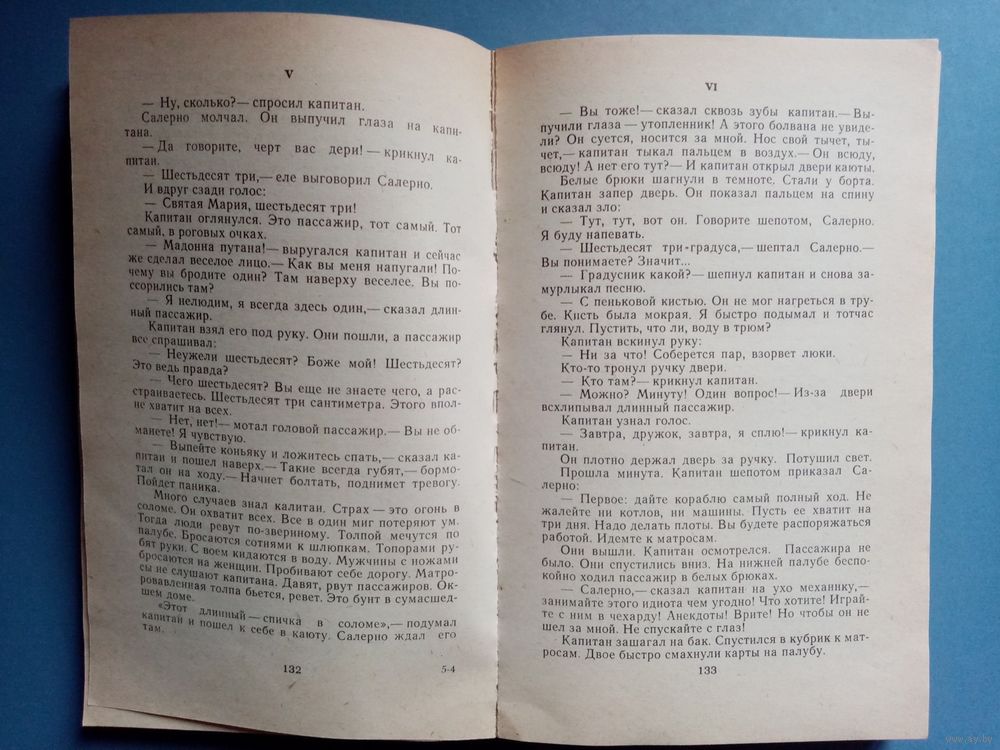 V
— Ну, сколько?— спросил капитан.
Салерно молчал. Он выпучил глаза на капи-
тана.
— Да говорите, черт вас дери! — крикнул ка-
питан.
— Шестьдесят три,— еле выговорил Салерно.
И вдруг сзади голос:
— Святая Мария, шестьдесят три!
Капитан оглянулся. Это пассажир, тот самый. Тот
самый, в роговых очках.
— Мадонна путана!— выругался капитан и сейчас
же сделал веселое лицо.— Как вы меня напугали! По-
чему вы бродите один? Там наверху веселее. Вы по-
ссорились там?
— Я нелюдим, я всегда здесь один,— сказал длин-
ный пассажир.
Капитан взял его под руку. Они пошли, а пассажир
все спрашивал:
— Неужели шестьдесят? Боже мой! Шестьдесят?
Это ведь правда?
— Чего шестьдесят? Вы еще не знаете чего, а рас-
страиваетесь. Шестьдесят три сантиметра. Этого впол-
не хватит на всех.
— Нет, нет!— мотал головой пассажир.— Вы не об-
манете! Я чувствую.
— Выпейте коньяку и ложитесь спать,— сказал ка-
питан и пошел наверх.— Такие всегда губят,— бормо-
тал он на ходу.— Начнет болтать, поднимет тревогу.
Пойдет паника.
Много случаев знал капитан. Страх — это огонь в
соломе. Он охватит всех. Все в один миг потеряют ум.
Тогда люди ревут по-звериному. Толпой мечутся по
палубе. Бросаются сотнями к шлюпкам. Топорами ру-
бят руки. С воем кидаются в воду. Мужчины с ножами
бросаются на женщин. Пробивают себе дорогу. Матро-
сы не слушают капитана. Давят, рвут пассажиров. Ок-
ровавленная толпа бьется, ревет. Это бунт в сумасшед-
шем доме.
«Этот длинный — спичка в соломе»,— подумал
капитан и пошел к себе в каюту. Салерно ждал его
там.
132
5-4
VI
— Вы тоже!— сказал сквозь зубы капитан.— Вы-
пучили глаза — утопленник! А этого болвана не увиде-
ли? Он суется, носится за мной. Нос свой тычет, ты-
чет,— капитан тыкал пальцем в воздух.— Он всюду,
всюду! А нет его тут?— И капитан открыл двери каюты.
Белые брюки шагнули в темноте. Стали у борта.
Капитан запер дверь. Он показал пальцем на спину
и сказал зло:
— Тут, тут, вот он. Говорите шепотом, Салерно.
Я буду напевать.
— Шестьдесят три градуса,— шептал Салерно.—
Вы понимаете? Значит...
— Градусник какой?— шепнул капитан и снова за-
мурлыкал песню.
— С пеньковой кистью. Он не мог нагреться в тру-
бе. Кисть была мокрая. Я быстро подымал и тотчас
глянул. Пустить, что ли, воду в трюм?
Капитан вскинул руку:
— Ни за что! Соберется пар, взорвет люки.
Кто-то тронул ручку двери.
— Кто там?— крикнул капитан.
— Можно? Минуту! Один вопрос!— Из-за двери
всхлипывал длинный пассажир.
Капитан узнал голос.
— Завтра, дружок, завтра, я сплю!— крикнул ка-
питан.
Он плотно держал дверь за ручку. Потушил свет.
Прошла минута. Капитан шепотом приказал Са-
лерно:
— Первое: дайте кораблю самый полный ход. Не
жалейте ни котлов, ни машины. Пусть ее хватит на
три дня. Надо делать плоты. Вы будете распоряжаться
работой. Идемте к матросам.
Они вышли. Капитан осмотрелся. Пассажира не
было. Они спустились вниз. На нижней палубе беспо-
койно ходил пассажир в белых брюках.
— Салерно,— сказал капитан на ухо механику,—
занимайте этого идиота чем угодно! Что хотите! Играйте
с ним в чехарду! Анекдоты! Врите! Но чтобы он не
шел за мной. Не спускайте с глаз!
Капитан зашагал на бак. Спустился в кубрик к мат-
росам. Двое быстро смахнули карты на палубу.
133
www.ay.by